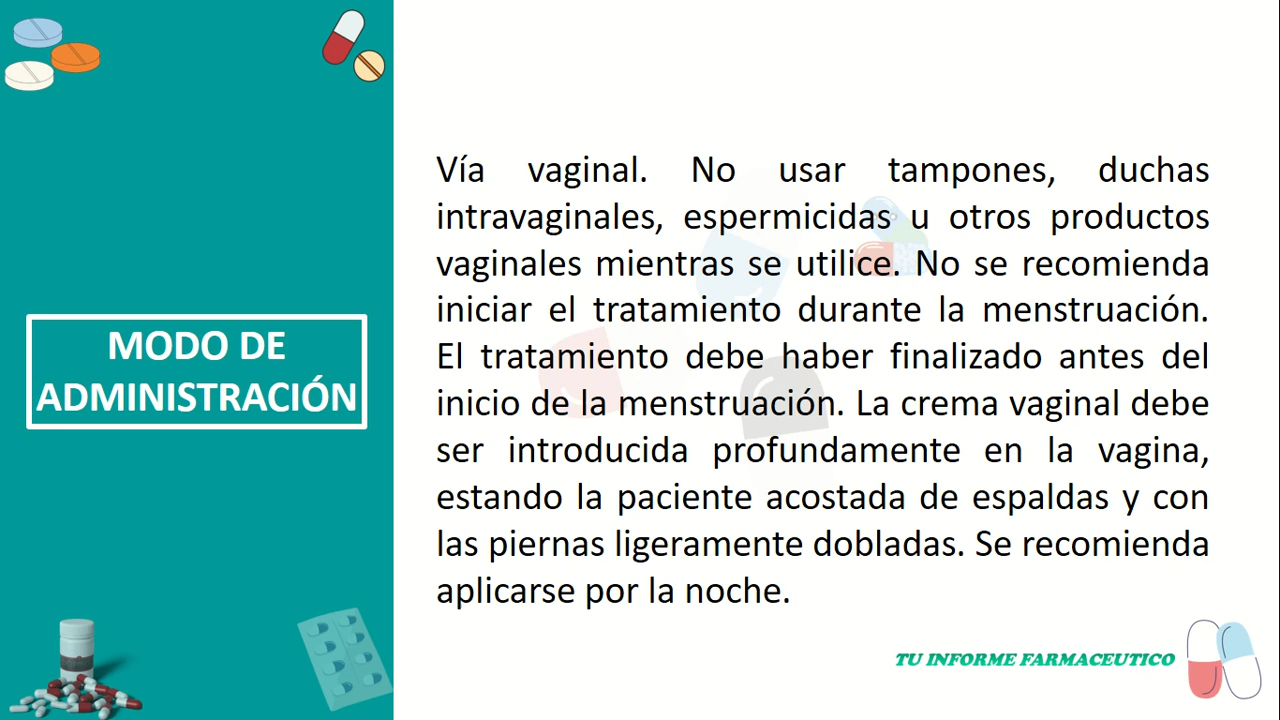 MODO DE
ADMINISTRACIÓN
Vía vaginal. No usar tampones, duchas
intravaginales, espermicidas u otros productos
vaginales mientras se utilice. No se recomienda
iniciar el tratamiento durante la menstruación.
El tratamiento debe haber finalizado antes del
inicio de la menstruación. La crema vaginal debe
ser introducida profundamente en la vagina,
estando la paciente acostada de espaldas y con
las piernas ligeramente dobladas. Se recomienda
aplicarse por la noche.
TU INFORME FARMACEUTICO